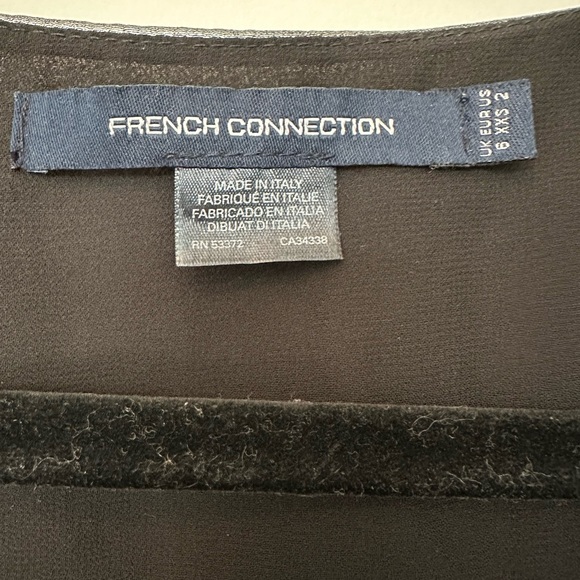 FRENCH CONNECTION
UK EUR US
6 XXS 2
MADE IN ITALY
FABRIQUÉ EN ITALIE
FABRICADO EN ITALIA
DIBUAT DI ITALIA
RN 53372 CA34338